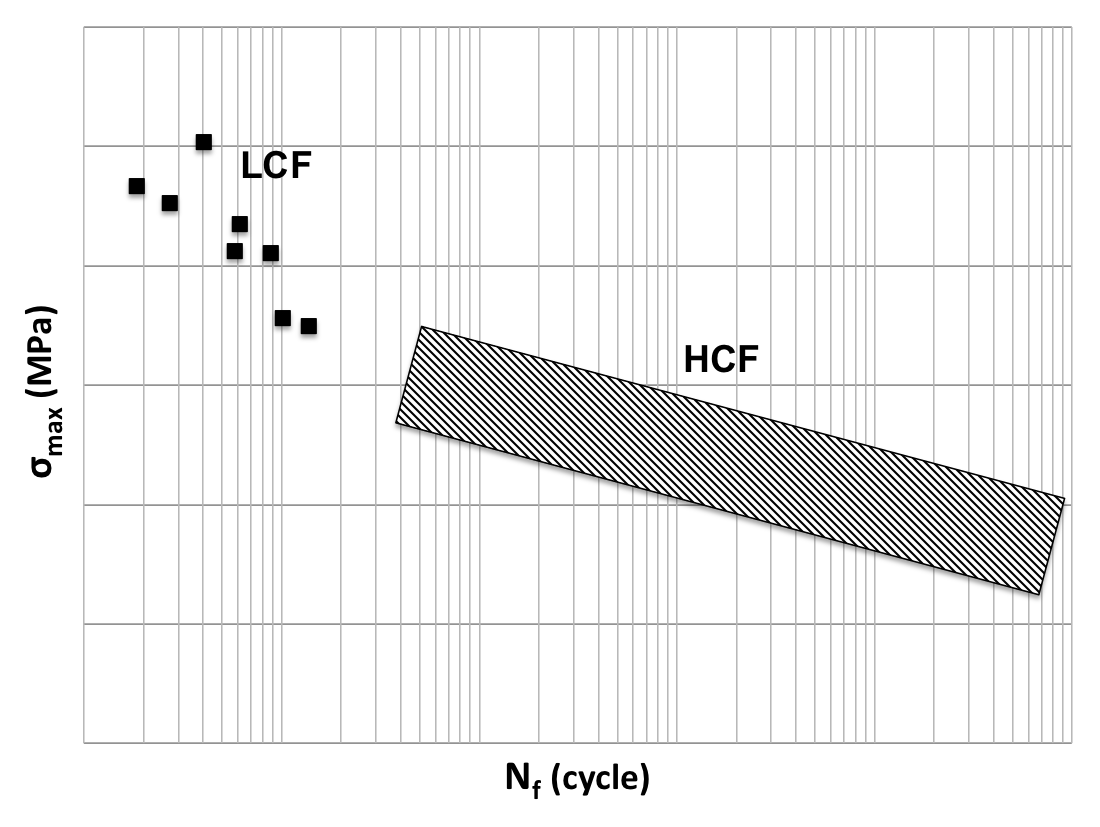 LCF
HCF
σmax (MPa)
Nf (cycle)